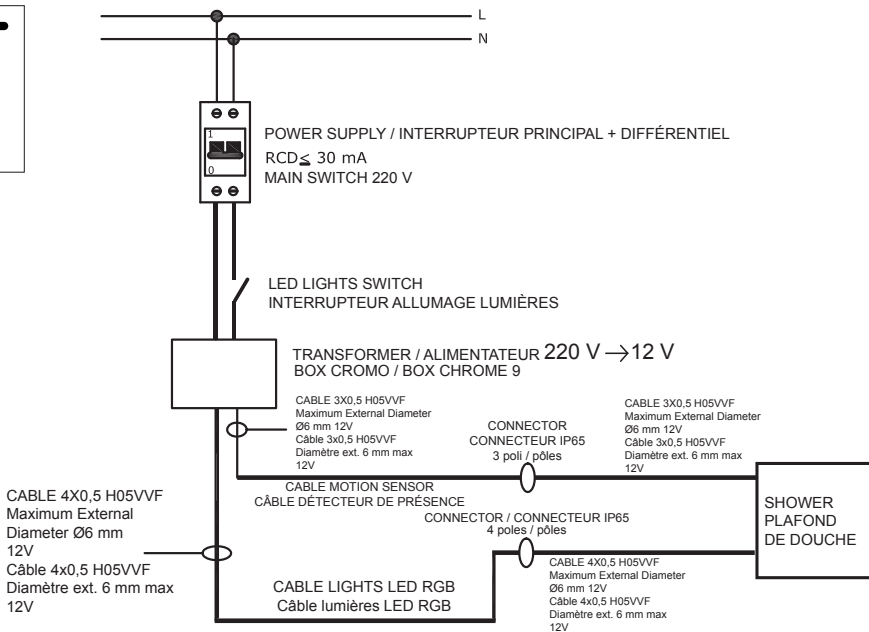 L
N
1
0
POWER SUPPLY / INTERRUPTEUR PRINCIPAL + DIFFÉRENTIEL
RCD≤ 30 mA
MAIN SWITCH 220 V
LED LIGHTS SWITCH
INTERRUPTEUR ALLUMAGE LUMIÈRES
TRANSFORMER / ALIMENTATEUR 220 V → 12 V
BOX CROMO / BOX CHROME 9
CABLE 3X0,5 H05VVF
Maximum External Diameter
Ø6 mm 12V
Câble 3x0,5 H05VVF
Diamètre ext. 6 mm max
12V
CONNECTOR
CONNECTEUR IP65
3 poli / pôles
CABLE 3X0,5 H05VVF
Maximum External Diameter
Ø6 mm 12V
Câble 3x0,5 H05VVF
Diamètre ext. 6 mm max
12V
CABLE MOTION SENSOR
CÂBLE DÉTECTEUR DE PRÉSENCE
SHOWER
PLAFOND
DE DOUCHE
CABLE 4X0,5 H05VVF
Maximum External
Diameter Ø6 mm
12V
Câble 4x0,5 H05VVF
Diamètre ext. 6 mm max
12V
CONNECTOR / CONNECTEUR IP65
4 poles / pôles
CABLE LIGHTS LED RGB
Câble lumières LED RGB
CABLE 4X0,5 H05VVF
Maximum External Diameter
Ø6 mm 12V
Câble 4x0,5 H05VVF
Diamètre ext. 6 mm max
12V